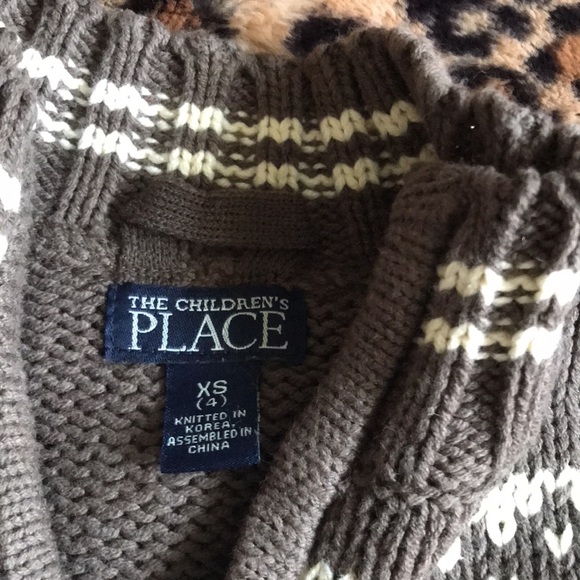 THE CHILDREN'S
PLACE
XS
(4)
KNITTED IN
KOREA,
ASSEMBLED IN
CHINA